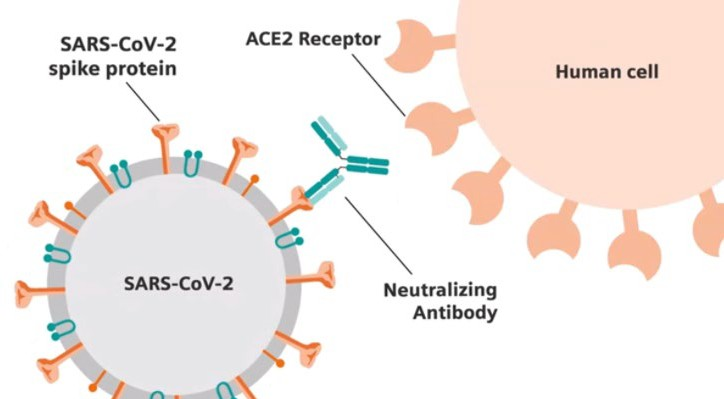 SARS-CoV-2
spike protein
ACE2 Receptor
Human cell
SARS-CoV-2
Neutralizing
Antibody